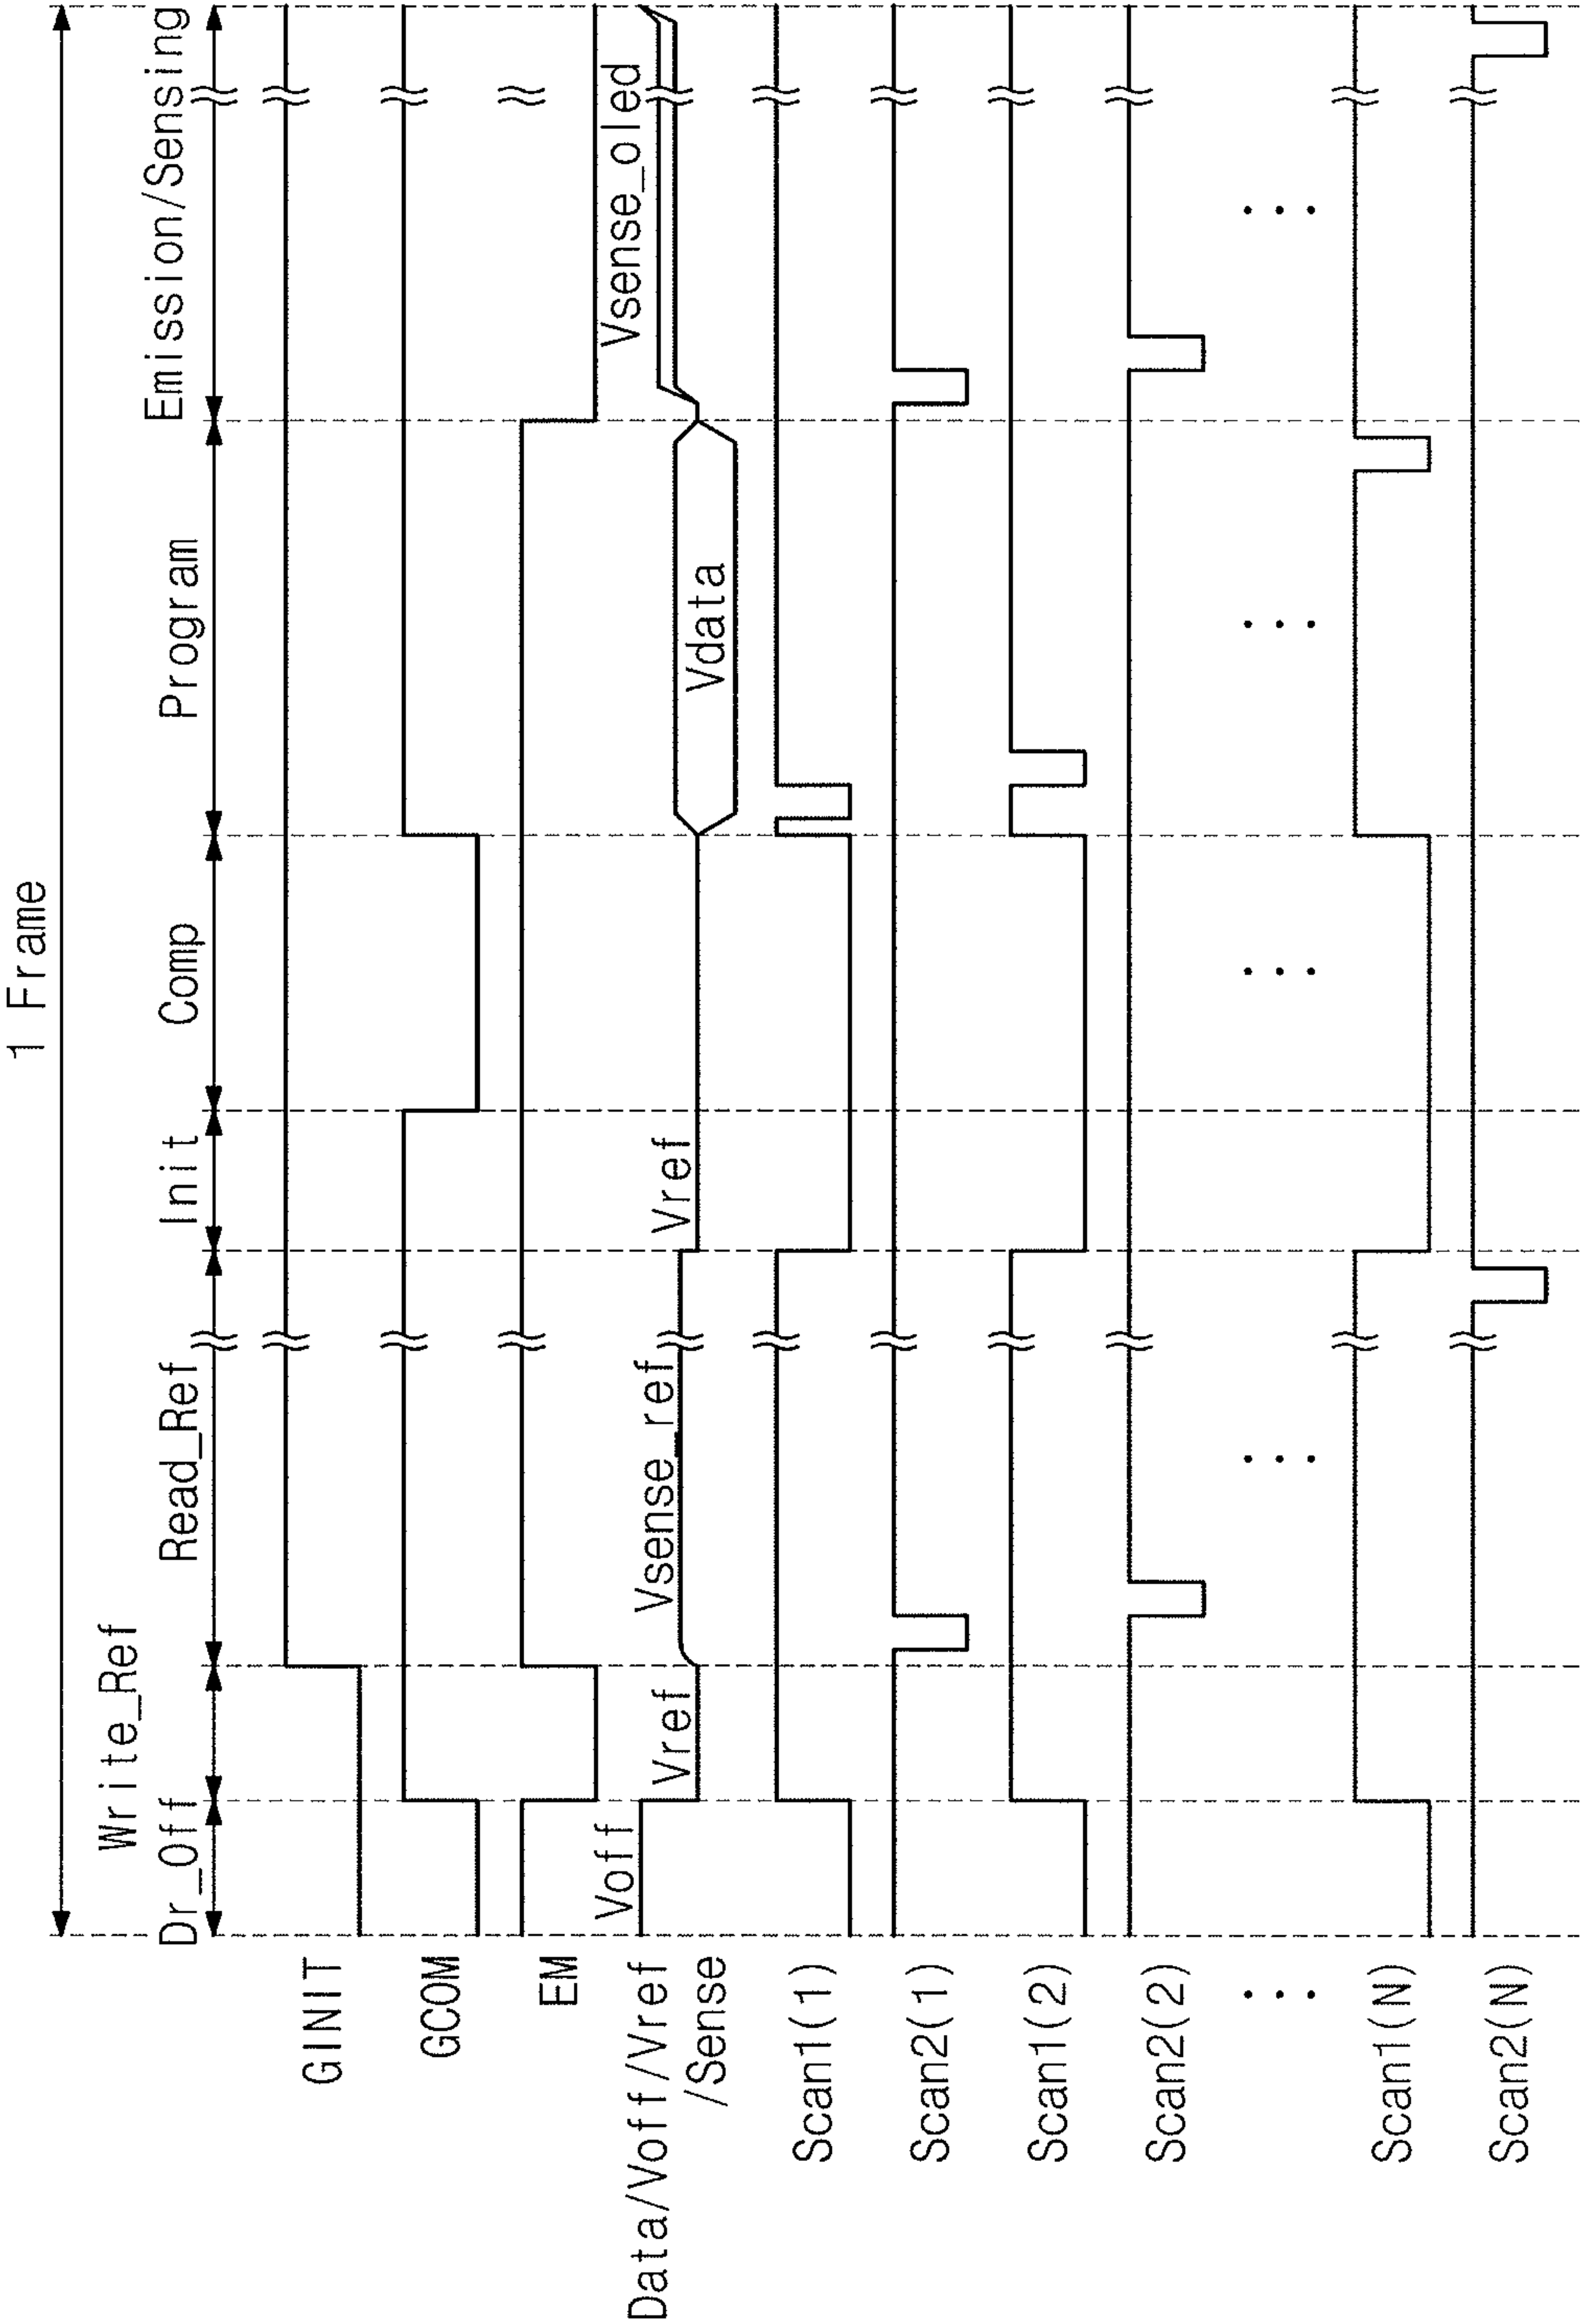 1 Frame
Dr_Off
Write_Ref
Read_Ref
Init
Comp
Program
Emission/Sensing
GINIT
GCOM
EM
Data/Voff/Vref
/Sense
Voff
Vref
Vsense_ref
Vref
Vdata
Vsense_oled
Scan1(1)
Scan2(1)
Scan1(2)
Scan2(2)
Scan1(N)
Scan2(N)